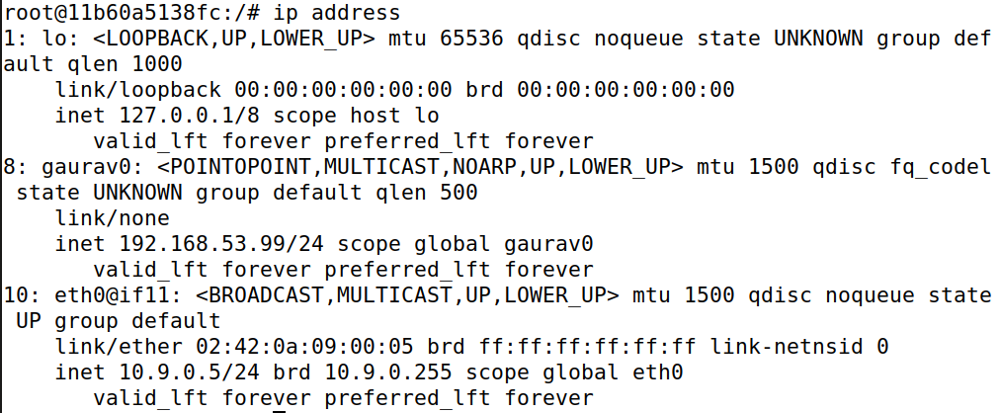 root@11b60a5138fc:/# ip address
1: lo: <LOOPBACK,UP,LOWER_UP> mtu 65536 qdisc noqueue state UNKNOWN group def
ault qlen 1000
    link/loopback 00:00:00:00:00:00 brd 00:00:00:00:00:00
    inet 127.0.0.1/8 scope host lo
       valid_lft forever preferred_lft forever
8: gaurav0: <POINTOPOINT,MULTICAST,NOARP,UP,LOWER_UP> mtu 1500 qdisc fq_codel
 state UNKNOWN group default qlen 500
    link/none
    inet 192.168.53.99/24 scope global gaurav0
       valid_lft forever preferred_lft forever
10: eth0@if11: <BROADCAST,MULTICAST,UP,LOWER_UP> mtu 1500 qdisc noqueue state
 UP group default
    link/ether 02:42:0a:09:00:05 brd ff:ff:ff:ff:ff:ff link-netnsid 0
    inet 10.9.0.5/24 brd 10.9.0.255 scope global eth0
       valid_lft forever preferred_lft forever